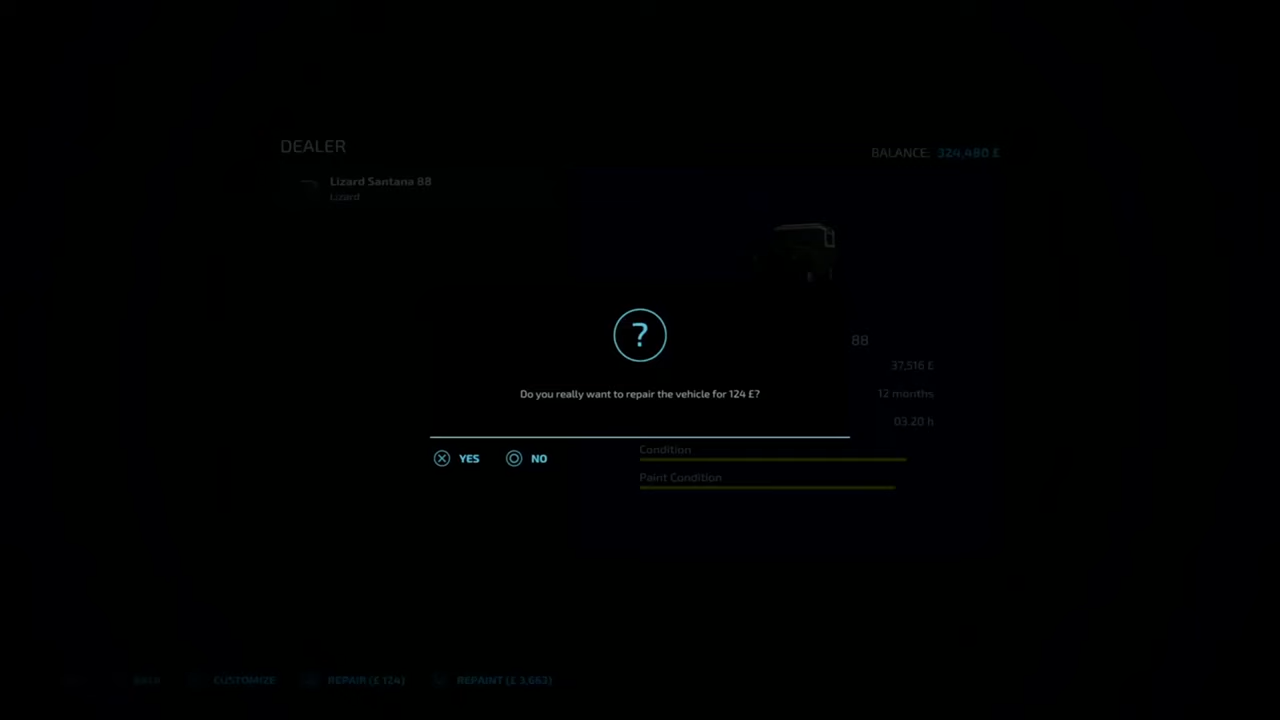 DEALER
BALANCE: 324,480 £
Lizard Santana 88
Lizard
?
88
37,516 £
Do you really want to repair the vehicle for 124 £?
12 months
03.20 h
Condition
YES NO
Paint Condition
CUSTOMIZE REPAIR (£ 124) REPAINT (£ 3,663)